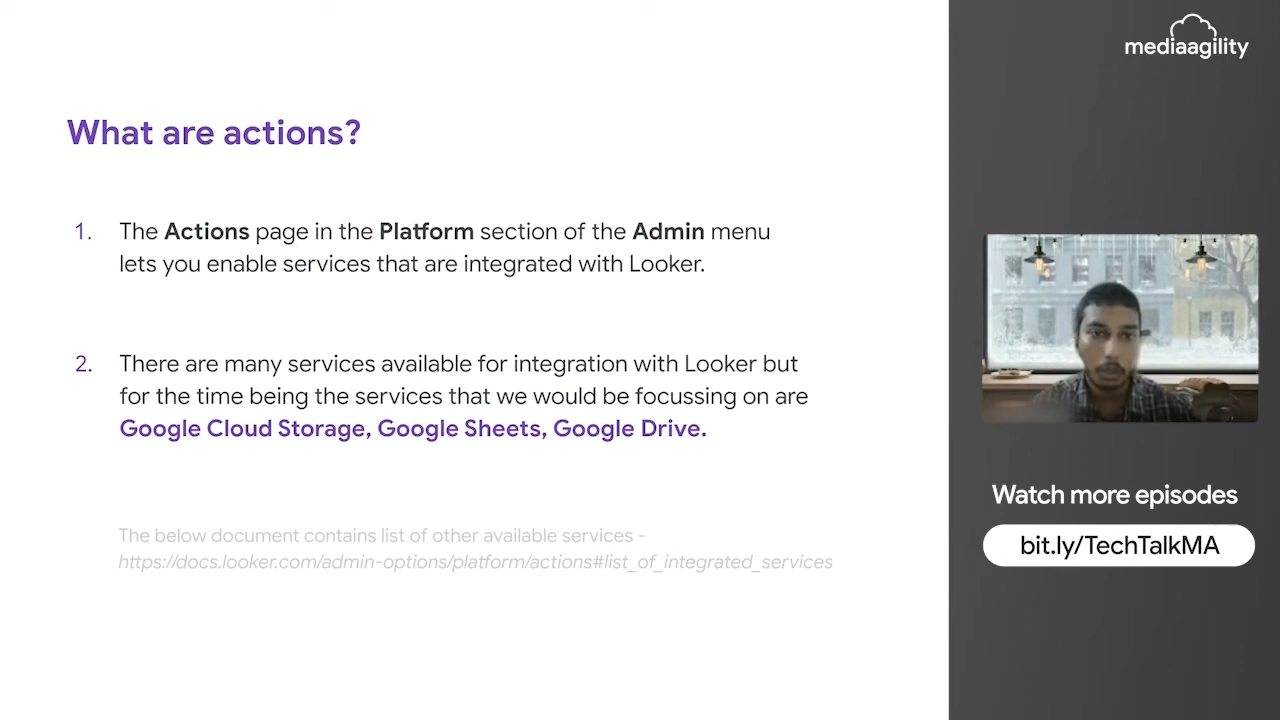 mediaagility
What are actions?
1. The Actions page in the Platform section of the Admin menu
lets you enable services that are integrated with Looker.
2. There are many services available for integration with Looker but
for the time being the services that we would be focussing on are
Google Cloud Storage, Google Sheets, Google Drive.
The below document contains list of other available services -
https://docs.looker.com/admin-options/platform/actions#list_of_integrated_services
Watch more episodes
bit.ly/TechTalkMA